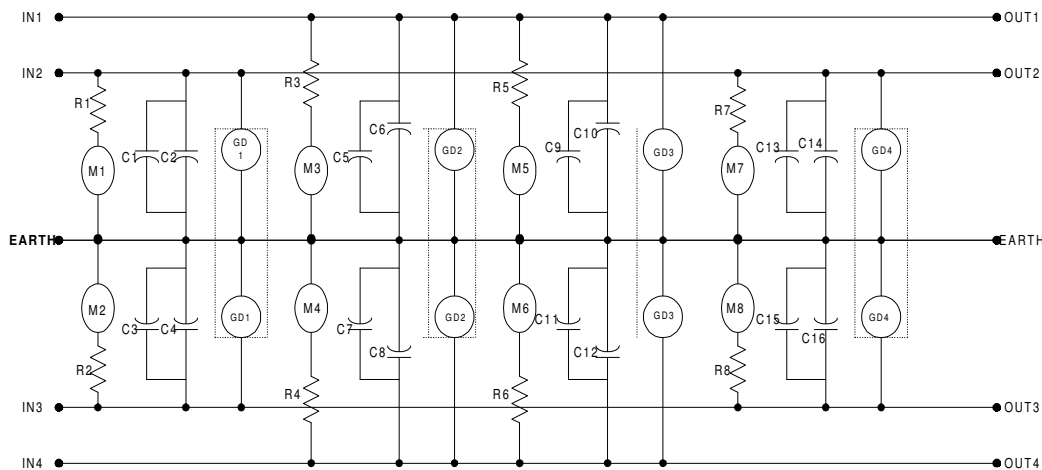 IN1 OUT1
IN2 OUT2
R1 R3 R5 R7
C6 C10
GD 1 GD2 GD3 GD4
C1 C2 C5 C9 C13 C14
M1 M3 M5 M7
EARTH EARTH
M2 M4 M6 M8
GD1 GD2 GD3 GD4
C3 C4 C7 C11 C15
C8 C12 C16
R2 R8
R4 R6
IN3 OUT3
IN4 OUT4